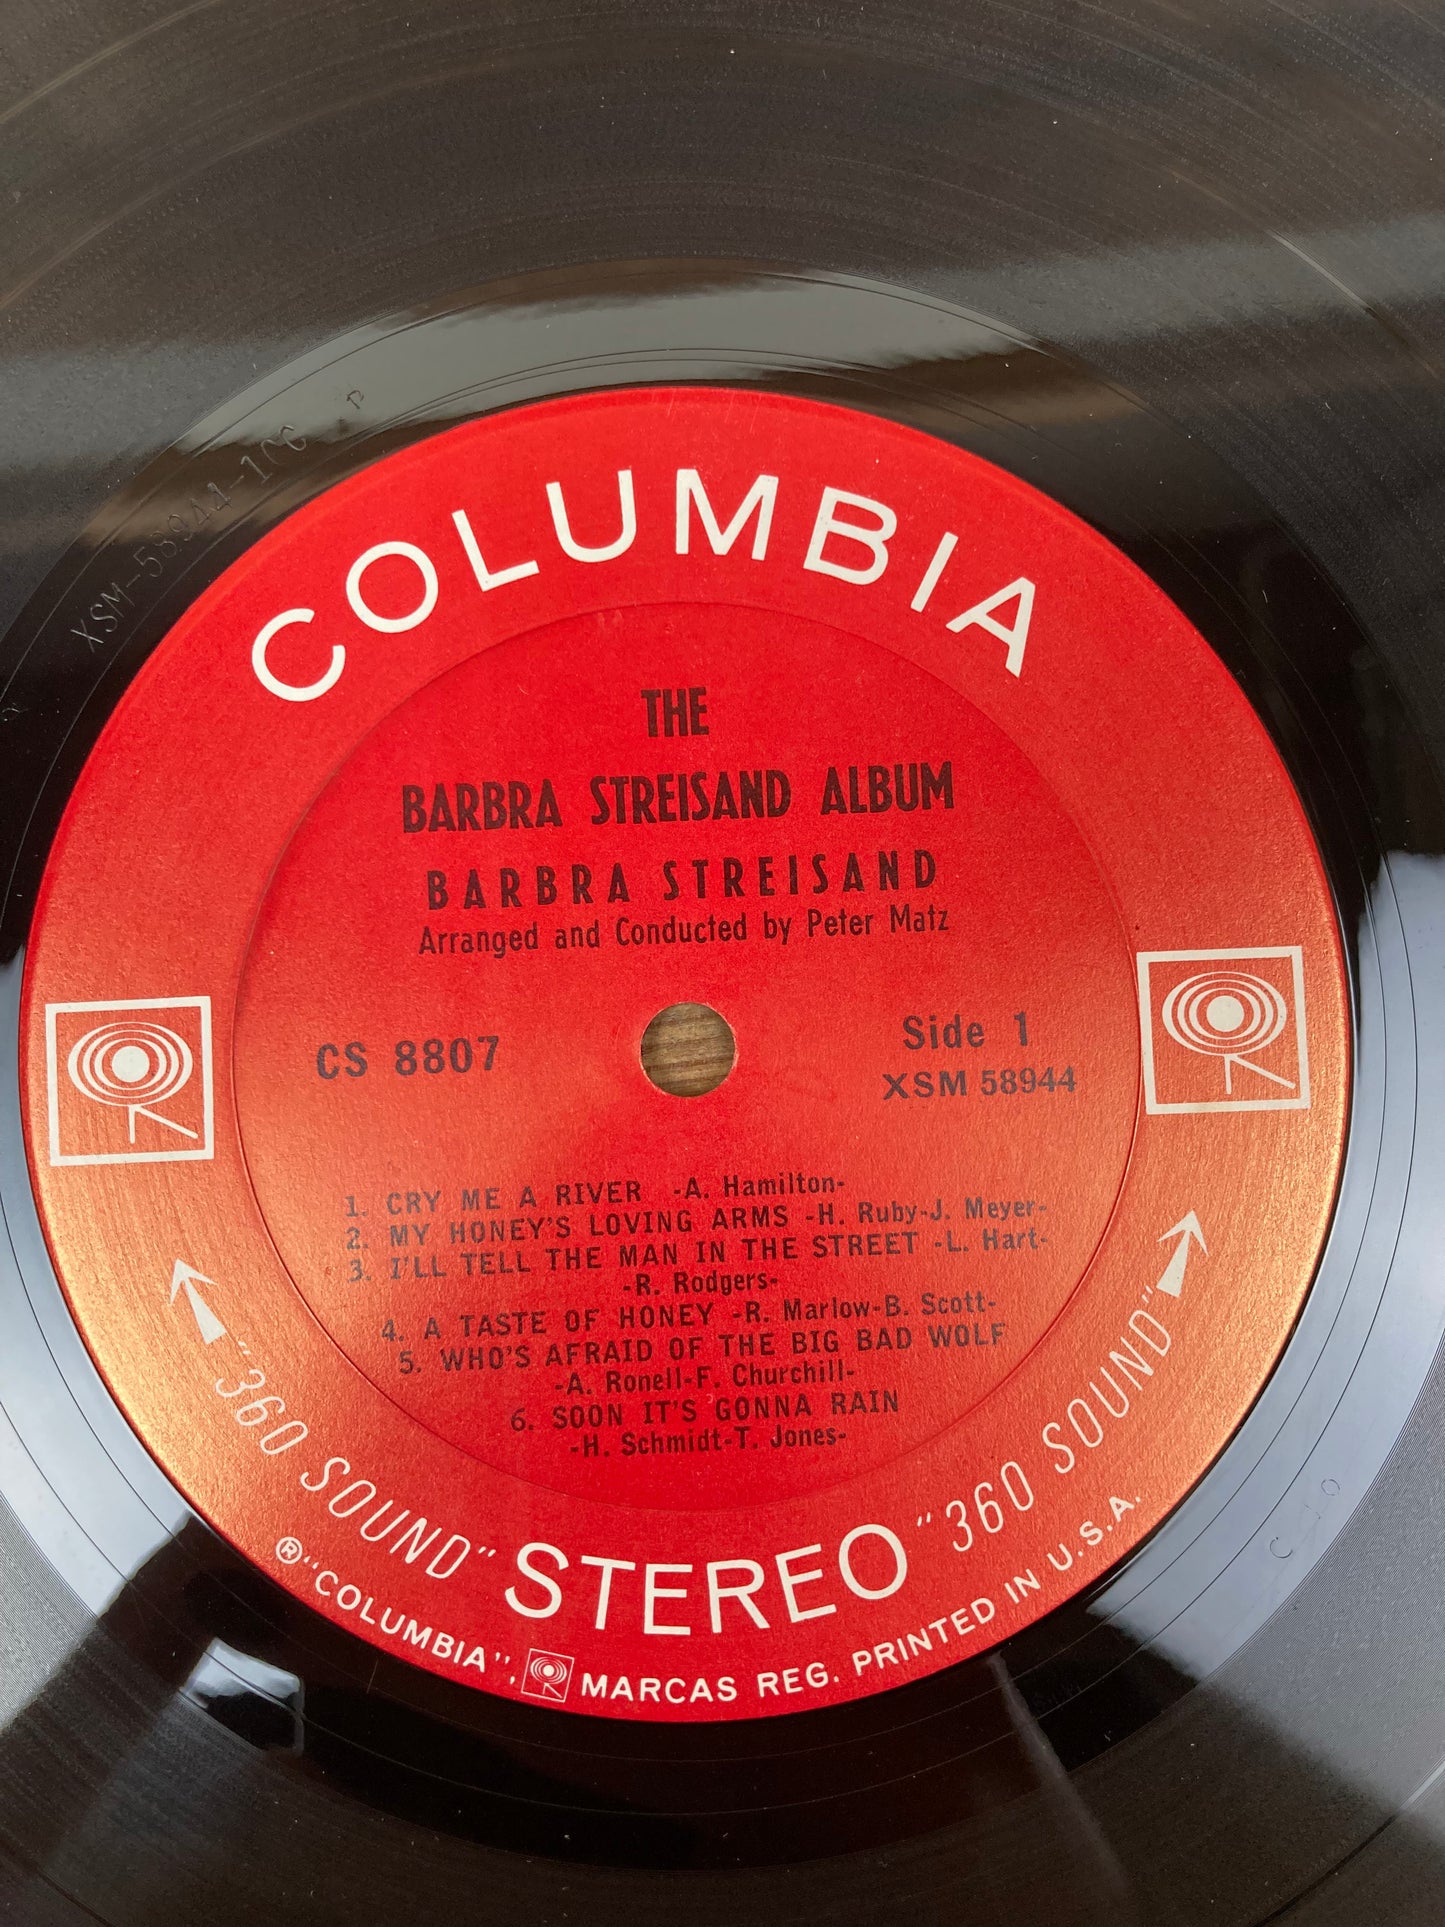 COLUMBIA
THE
BARBRA STREISAND ALBUM
BARBRA STREISAND
Arranged and Conducted by Peter Matz
CS 8807
Side 1
XSM 58944
1. CRY ME A RIVER -A. Hamilton-
2. MY HONEY'S LOVING ARMS -H. Ruby-J. Meyer-
3. I'LL TELL THE MAN IN THE STREET -L. Hart-
-R. Rodgers-
4. A TASTE OF HONEY -R. Marlow-B. Scott-
5. WHO'S AFRAID OF THE BIG BAD WOLF
-A. Ronell-F. Churchill-
6. SOON IT'S GONNA RAIN
-H. Schmidt-T. Jones-
"360 SOUND" STEREO "360 SOUND"
®"COLUMBIA", MARCAS REG. PRINTED IN U.S.A.